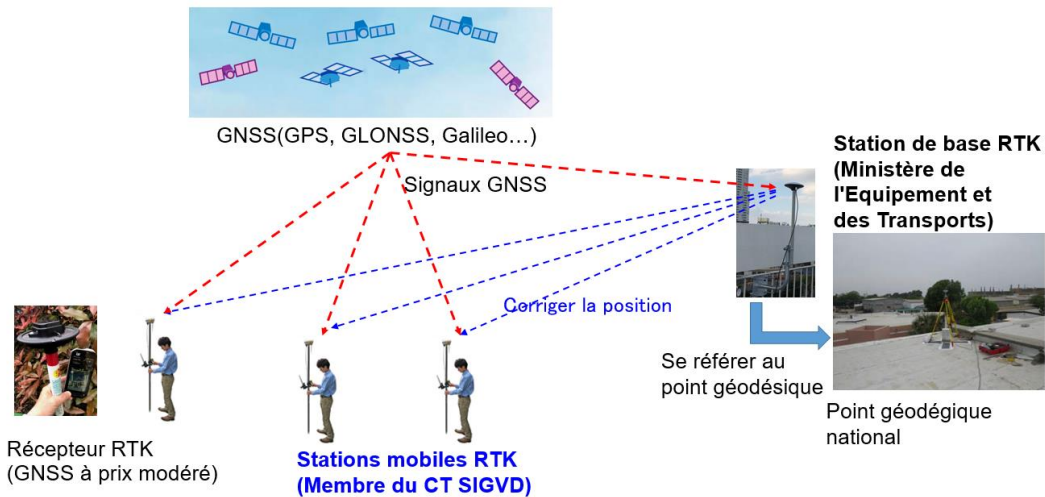 GNSS(GPS, GLONSS, Galileo…)
Signaux GNSS
Station de base RTK
(Ministère de
l'Equipement et
des Transports)
Corriger la position
Se référer au
point géodésique
Point géodégique
national
Récepteur RTK
(GNSS à prix modéré)
Stations mobiles RTK
(Membre du CT SIGVD)